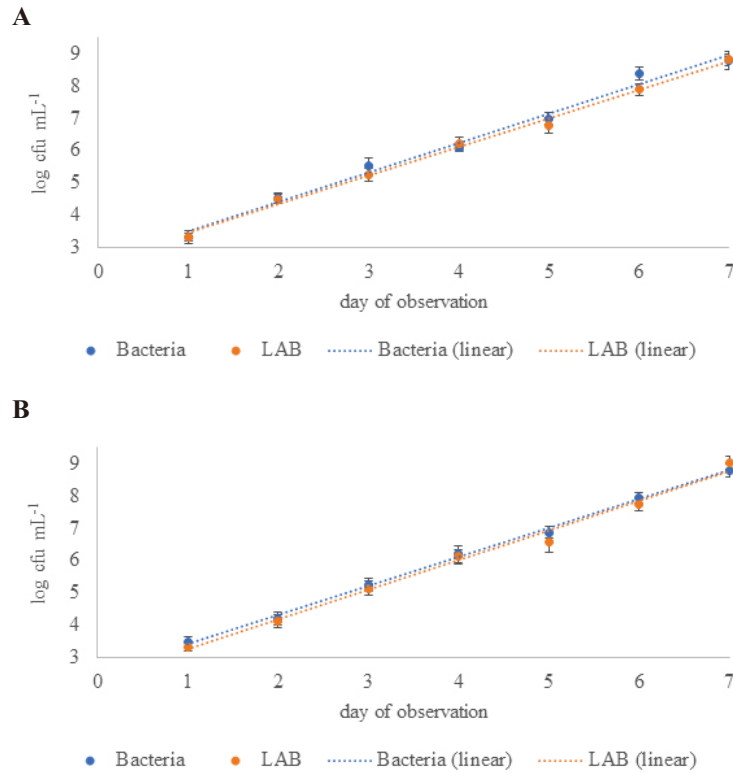 A
9
8
7
6
5
4
3
log cfu mL-1
0 1 2 3 4 5 6 7
day of observation
Bacteria LAB Bacteria (linear) LAB (linear)
B
9
8
7
6
5
4
3
log cfu mL-1
0 1 2 3 4 5 6 7
day of observation
Bacteria LAB Bacteria (linear) LAB (linear)